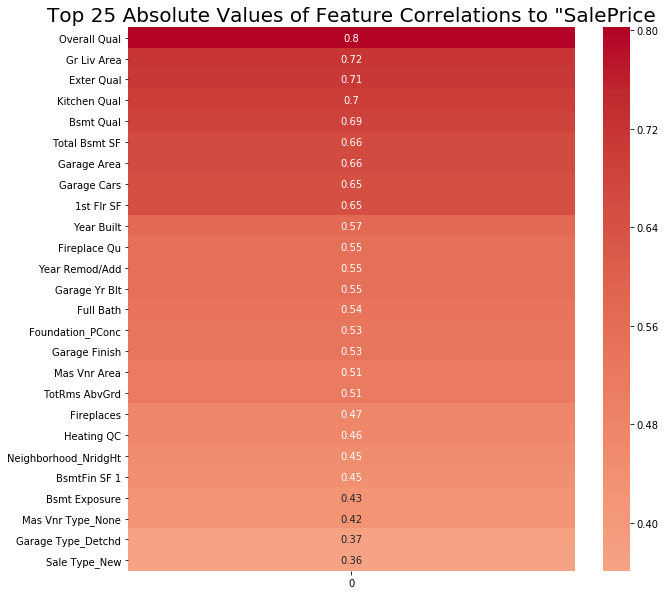 Top 25 Absolute Values of Feature Correlations to "SalePrice
Overall Qual 0.8
Gr Liv Area 0.72
Exter Qual 0.71
Kitchen Qual 0.7
Bsmt Qual 0.69
Total Bsmt SF 0.66
Garage Area 0.66
Garage Cars 0.65
1st Flr SF 0.65
Year Built 0.57
Fireplace Qu 0.55
Year Remod/Add 0.55
Garage Yr Blt 0.55
Full Bath 0.54
Foundation_PConc 0.53
Garage Finish 0.53
Mas Vnr Area 0.51
TotRms AbvGrd 0.51
Fireplaces 0.47
Heating QC 0.46
Neighborhood_NridgHt 0.45
BsmtFin SF 1 0.45
Bsmt Exposure 0.43
Mas Vnr Type_None 0.42
Garage Type_Detchd 0.37
Sale Type_New 0.36
0
0.80
0.72
0.64
0.56
0.48
0.40